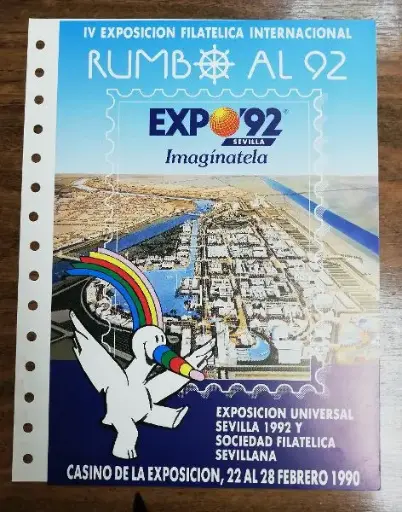 IV EXPOSICION FILATELICA INTERNACIONAL
RUMBO AL 92
EXPO'92®
SEVILLA
Imagínatela
EXPOSICION UNIVERSAL
SEVILLA 1992 Y
SOCIEDAD FILATELICA
SEVILLANA
CASINO DE LA EXPOSICION, 22 AL 28 FEBRERO 1990